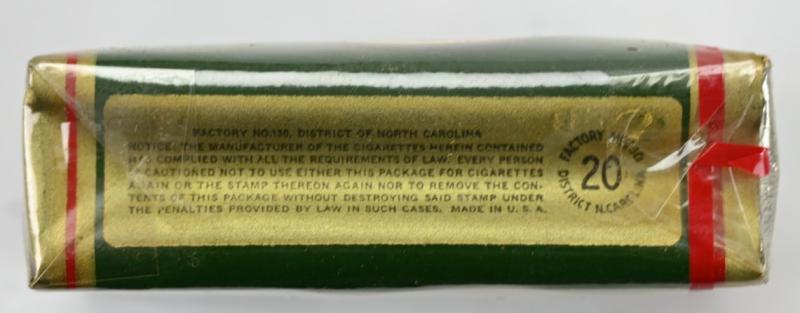 FACTORY NO. 130, DISTRICT OF NORTH CAROLINA
NOTICE: THE MANUFACTURER OF THE CIGARETTES HEREIN CONTAINED
HAS COMPLIED WITH ALL THE REQUIREMENTS OF LAW. EVERY PERSON
IS CAUTIONED NOT TO USE EITHER THIS PACKAGE FOR CIGARETTES
AGAIN OR THE STAMP THEREON AGAIN NOR TO REMOVE THE CON-
TENTS OF THIS PACKAGE WITHOUT DESTROYING SAID STAMP UNDER
THE PENALTIES PROVIDED BY LAW IN SUCH CASES. MADE IN U. S. A.
FACTORY
20
DISTRICT N. CAROLINA